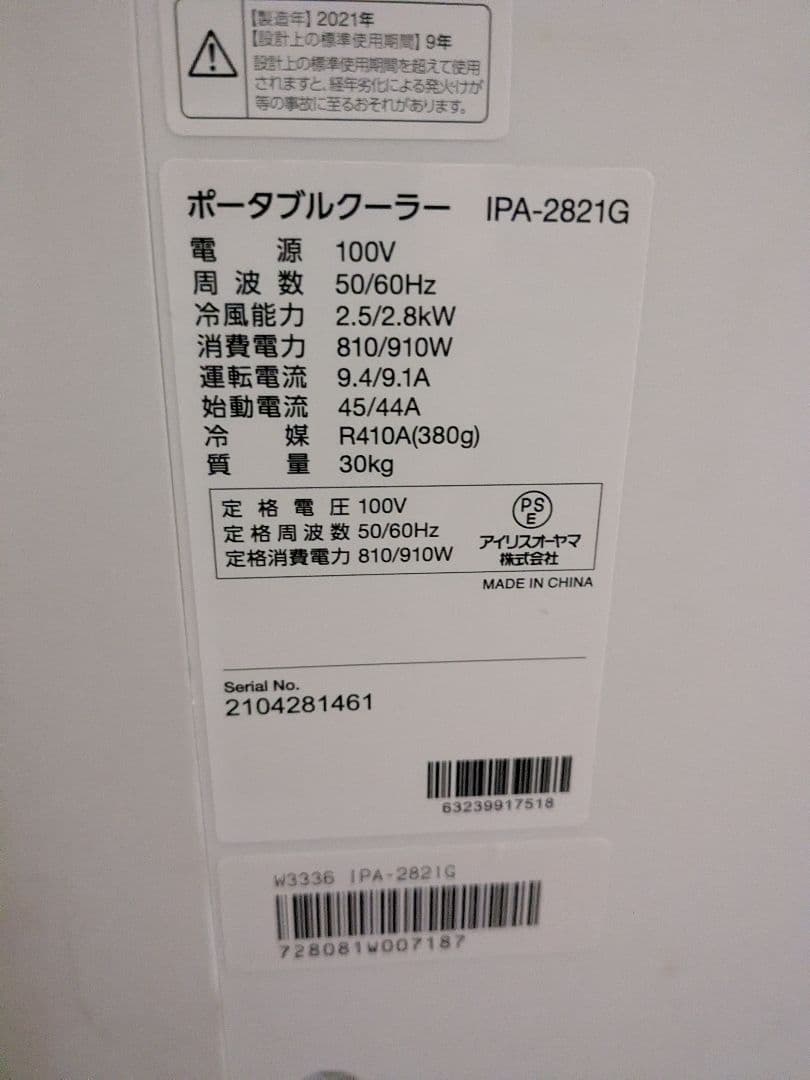 【製造年】2021年
【設計上の標準使用期間】9年
設計上の標準使用期間を超えて使用
されますと、経年劣化による発火けが
等の事故に至るおそれがあります。
ポータブルクーラー IPA-2821G
電源 100V
周波数 50/60Hz
冷風能力 2.5/2.8kW
消費電力 810/910W
運転電流 9.4/9.1A
始動電流 45/44A
冷媒 R410A(380g)
質量 30kg
定格電圧 100V
定格周波数 50/60Hz
定格消費電力 810/910W
PS
E
アイリスオーヤマ
株式会社
MADE IN CHINA
Serial No.
2104281461
63239917518
W3336 IPA-2821G
728081W007187